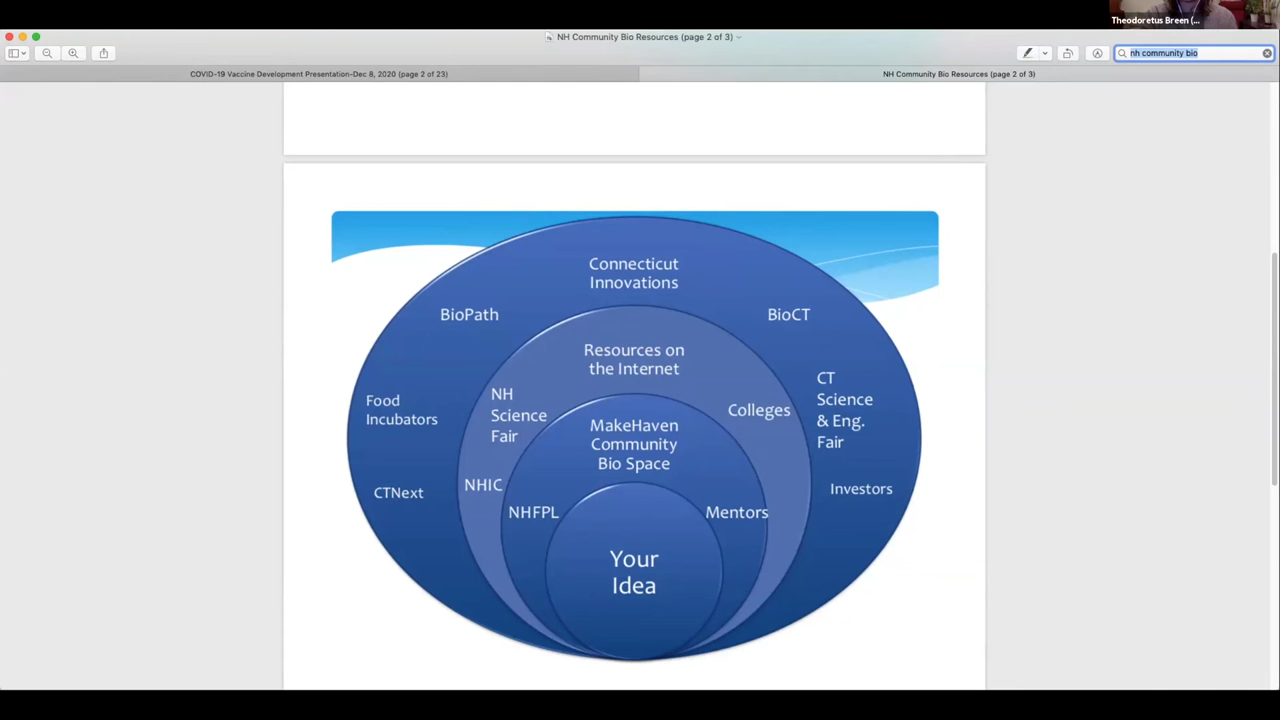 Theodoretus Breen (...
NH Community Bio Resources (page 2 of 3)
nh community bio
COVID-19 Vaccine Development Presentation-Dec 8, 2020 (page 2 of 23)
NH Community Bio Resources (page 2 of 3)
Connecticut
Innovations
BioPath
BioCT
Resources on
the Internet
CT
Science
& Eng.
Fair
NH
Science
Fair
Food
Incubators
Colleges
MakeHaven
Community
Bio Space
NHIC
CTNext
Investors
NHFPL
Mentors
Your
Idea